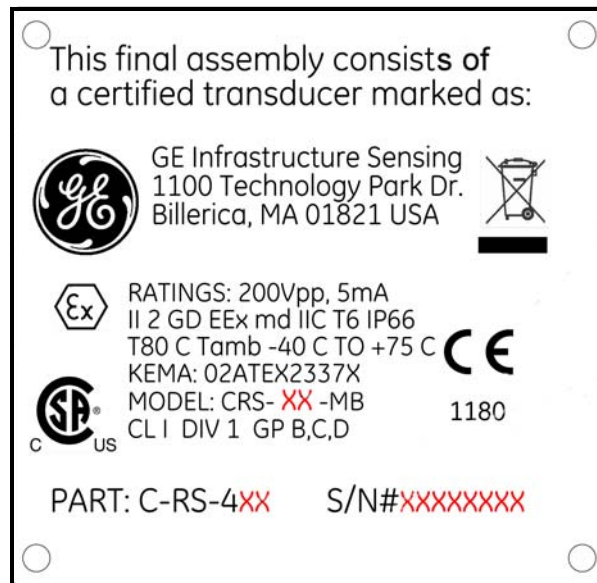 This final assembly consists of
a certified transducer marked as:
GE
GE Infrastructure Sensing
1100 Technology Park Dr.
Billerica, MA 01821 USA
Ex
RATINGS: 200Vpp, 5mA
II 2 GD EEx md IIC T6 IP66
T80 C Tamb -40 C TO +75 C
CE
KEMA: 02ATEX2337X
MODEL: CRS- XX -MB
1180
CSA®
C US
CL I DIV 1 GP B,C,D
PART: C-RS-4XX S/N#XXXXXXXX